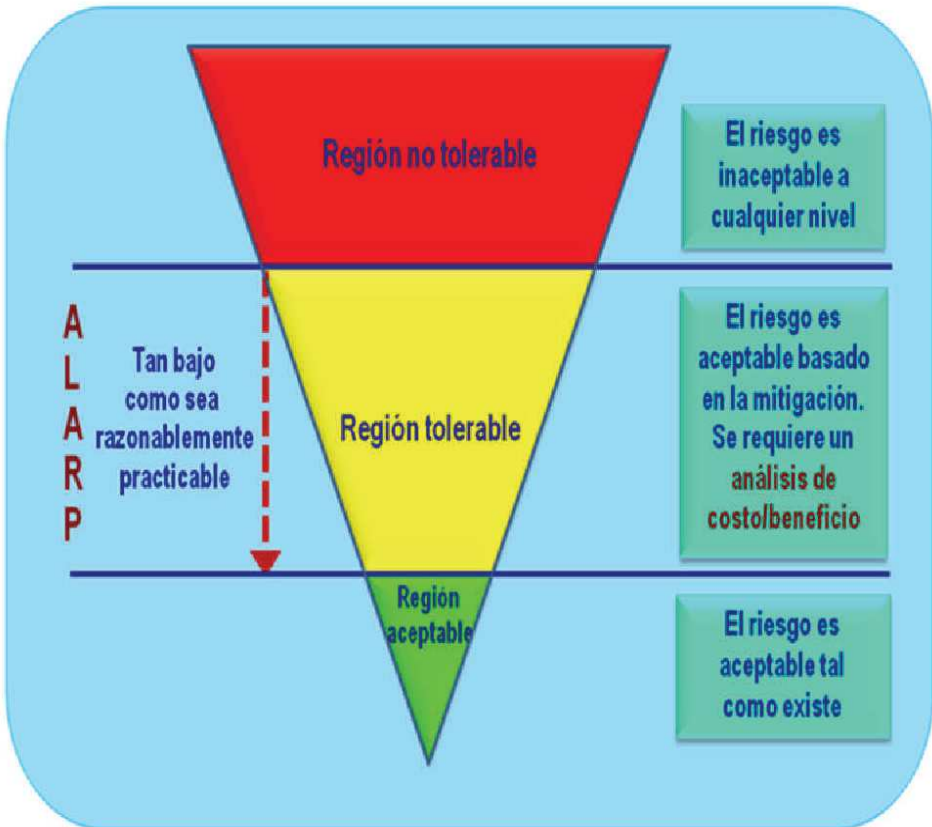 Región no tolerable
El riesgo es
inaceptable a
cualquier nivel
A
L
A
R
P
Tan bajo
como sea
razonablemente
practicable
Región tolerable
El riesgo es
aceptable basado
en la mitigación.
Se requiere un
análisis de
costo/beneficio
Región
aceptable
El riesgo es
aceptable tal
como existe